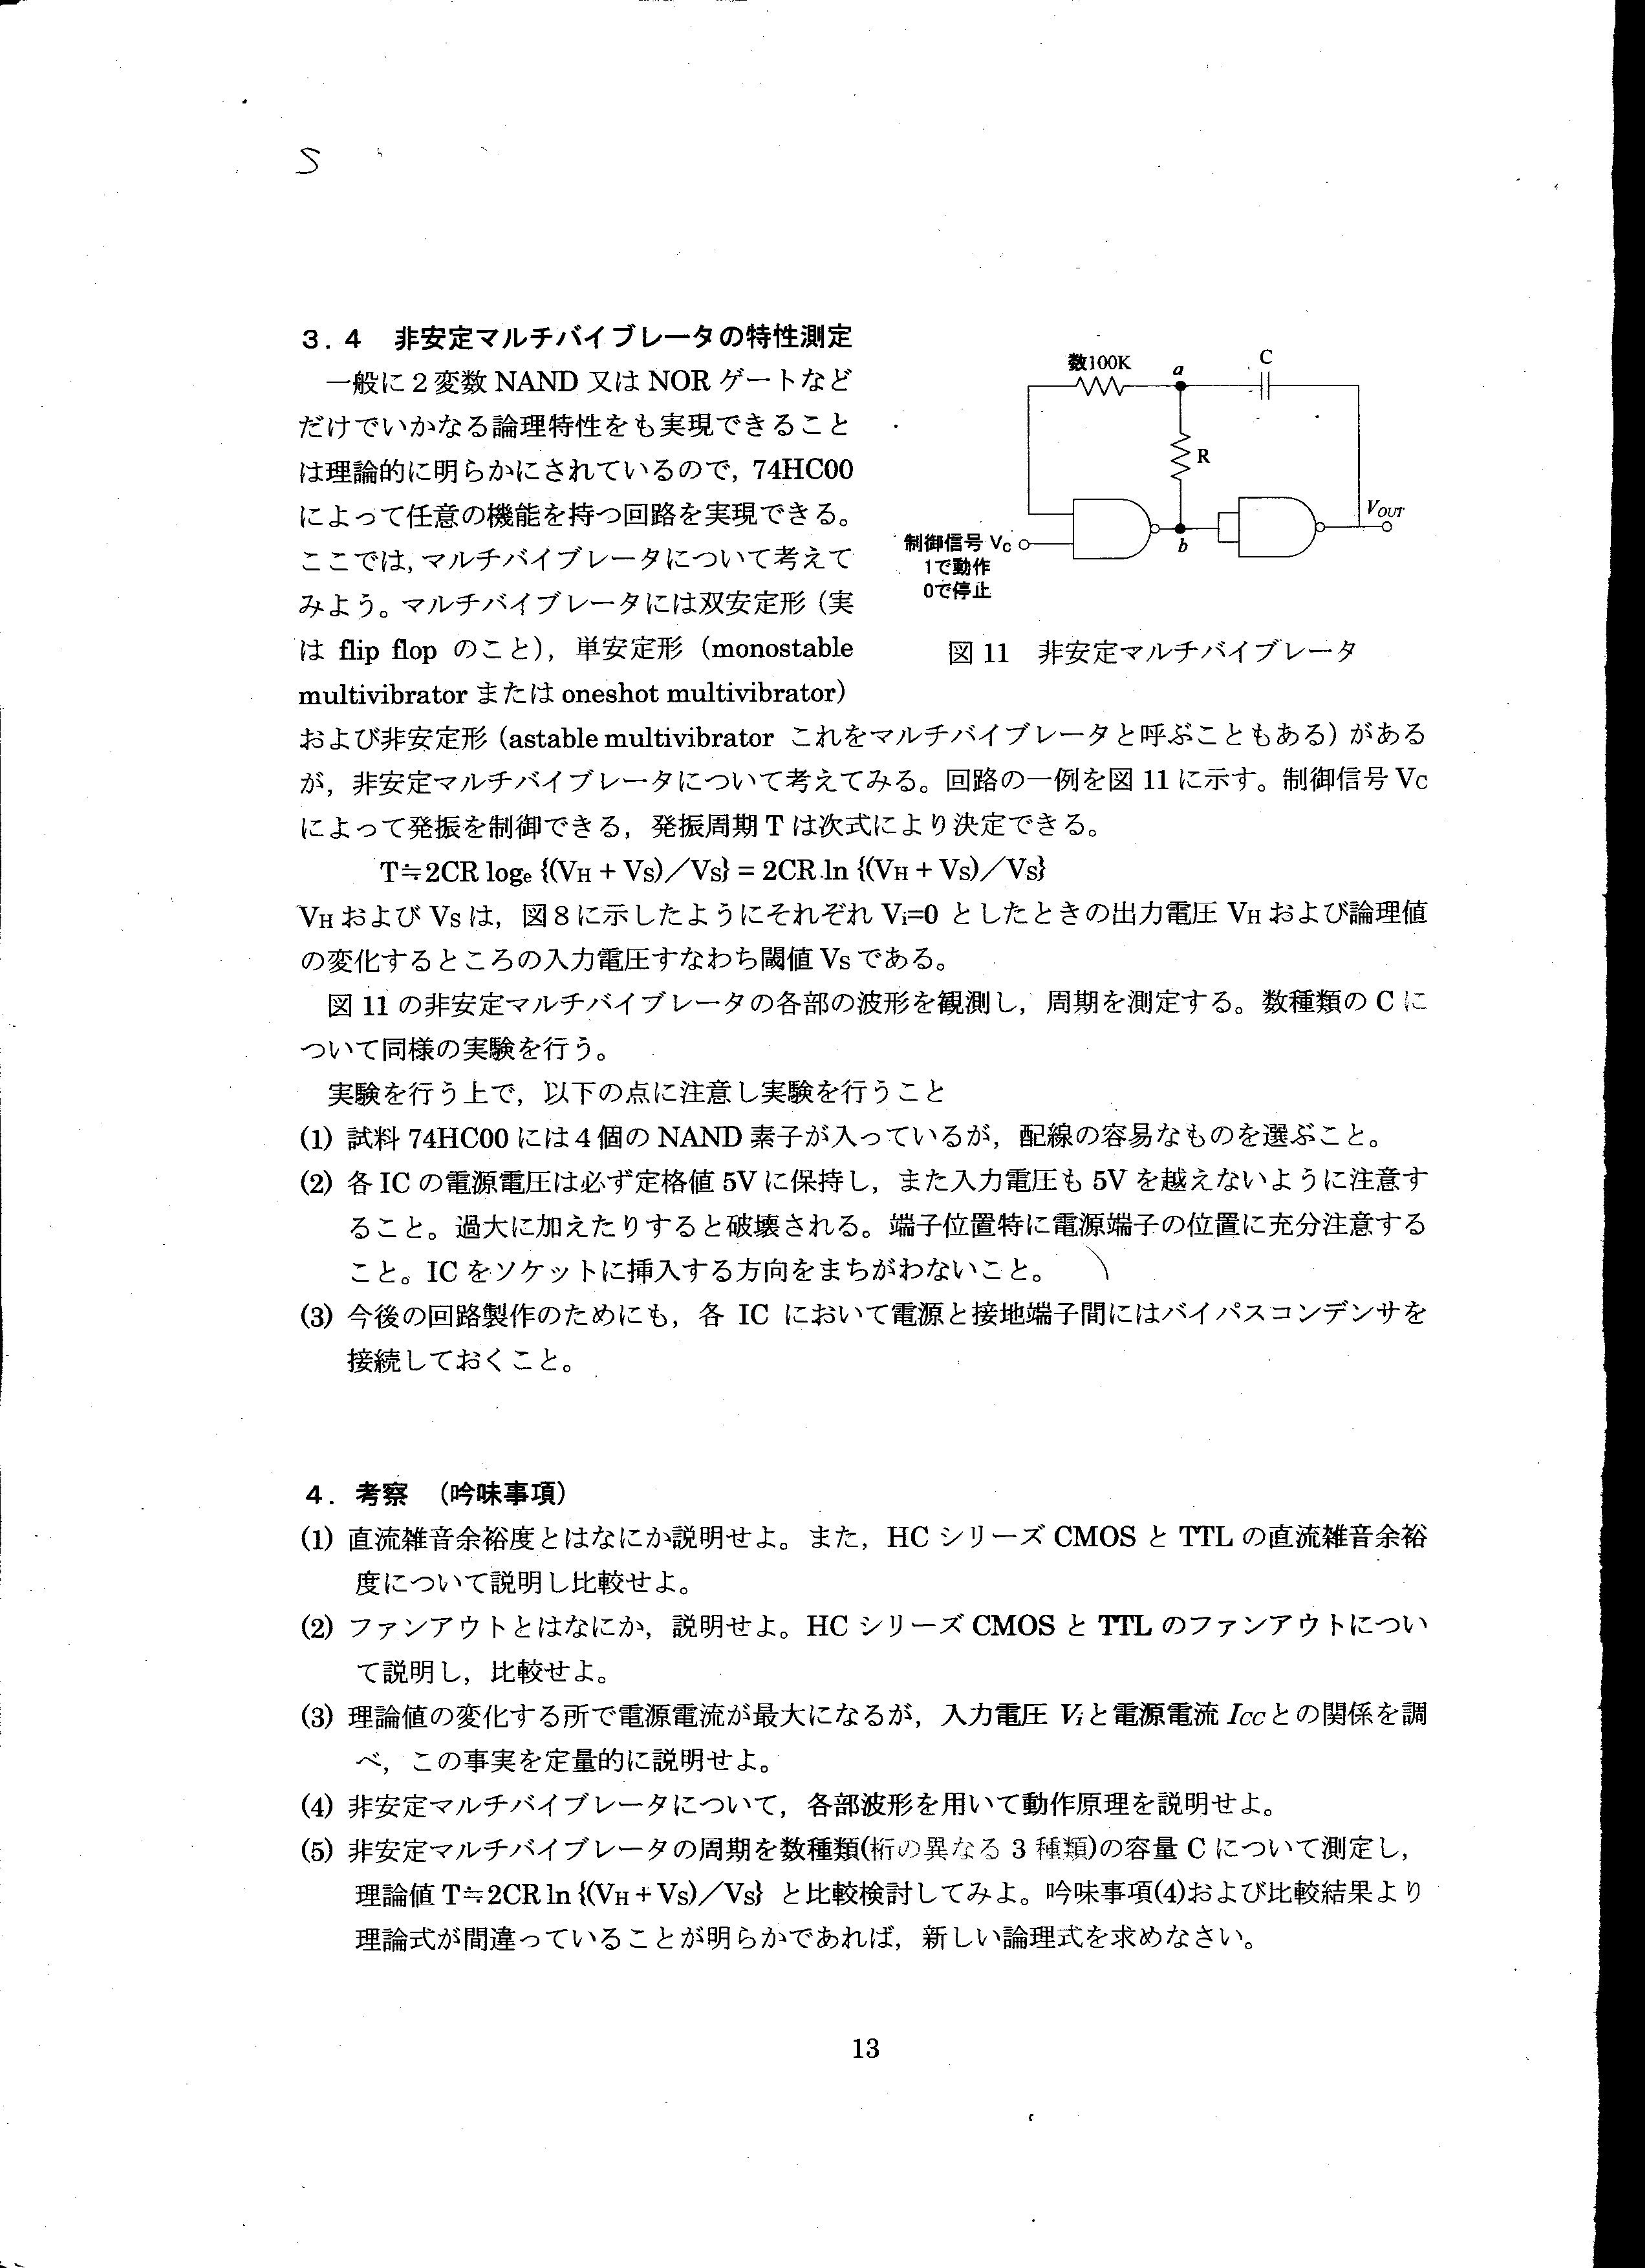 S
3.4 非安定マルチバイブレータの特性測定
一般に2変数 NAND 又は NOR ゲートなど
だけでいかなる論理特性をも実現できること
は理論的に明らかにされているので,74HC00
によって任意の機能を持つ回路を実現できる。
ここでは,マルチバイブレータについて考えて
みよう。マルチバイブレータには双安定形(実
は flip flop のこと),単安定形(monostable
multivibrator または oneshot multivibrator)
数100K
a
C
R
VOUT
b
制御信号 VC
1で動作
0で停止
図 11 非安定マルチバイブレータ
および非安定形(astable multivibrator これをマルチバイブレータと呼ぶこともある)がある
が,非安定マルチバイブレータについて考えてみる。回路の一例を図 11 に示す。制御信号 VC
によって発振を制御できる,発振周期 T は次式により決定できる。
T≒2CR loge {(VH + VS)/VS} = 2CR ln {(VH + VS)/VS}
VH および VS は,図8に示したようにそれぞれ Vi=0 としたときの出力電圧 VH および論理値
の変化するところの入力電圧すなわち閾値 VS である。
図 11 の非安定マルチバイブレータの各部の波形を観測し,周期を測定する。数種類の C に
ついて同様の実験を行う。
実験を行う上で,以下の点に注意し実験を行うこと
(1) 試料 74HC00 には4個の NAND 素子が入っているが,配線の容易なものを選ぶこと。
(2) 各 IC の電源電圧は必ず定格値 5V に保持し,また入力電圧も 5V を越えないように注意す
ること。過大に加えたりすると破壊される。端子位置特に電源端子の位置に充分注意する
こと。IC をソケットに挿入する方向をまちがわないこと。
(3) 今後の回路製作のためにも,各 IC において電源と接地端子間にはバイパスコンデンサを
接続しておくこと。
4. 考察 (吟味事項)
(1) 直流雑音余裕度とはなにか説明せよ。また,HC シリーズ CMOS と TTL の直流雑音余裕
度について説明し比較せよ。
(2) ファンアウトとはなにか,説明せよ。HC シリーズ CMOS と TTL のファンアウトについ
て説明し,比較せよ。
(3) 理論値の変化する所で電源電流が最大になるが,入力電圧 Viと電源電流 ICCとの関係を調
べ,この事実を定量的に説明せよ。
(4) 非安定マルチバイブレータについて,各部波形を用いて動作原理を説明せよ。
(5) 非安定マルチバイブレータの周期を数種類(桁の異なる 3 種類)の容量 C について測定し,
理論値 T≒2CR ln {(VH + VS)/VS} と比較検討してみよ。吟味事項(4)および比較結果より
理論式が間違っていることが明らかであれば,新しい論理式を求めなさい。
13